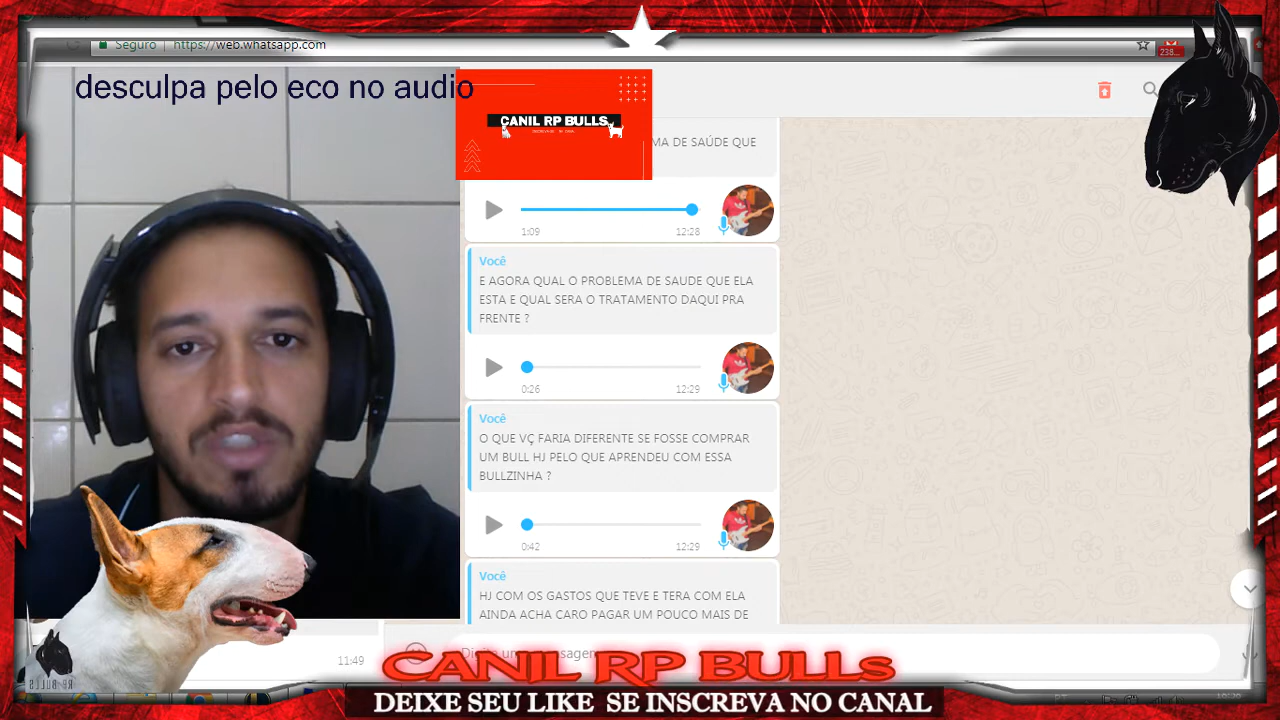 Seguro | https://web.whatsapp.com
238...
desculpa pelo eco no audio
CANIL RP BULLS
MA DE SAÚDE QUE
1:09 12:28
Você
E AGORA QUAL O PROBLEMA DE SAUDE QUE ELA
ESTA E QUAL SERA O TRATAMENTO DAQUI PRA
FRENTE ?
0:26 12:29
Você
O QUE VÇ FARIA DIFERENTE SE FOSSE COMPRAR
UM BULL HJ PELO QUE APRENDEU COM ESSA
BULLZINHA ?
0:42 12:29
Você
HJ COM OS GASTOS QUE TEVE E TERA COM ELA
AINDA ACHA CARO PAGAR UM POUCO MAIS DE
11:49
CANIL RP BULLs
RP BULLS
DEIXE SEU LIKE SE INSCREVA NO CANAL